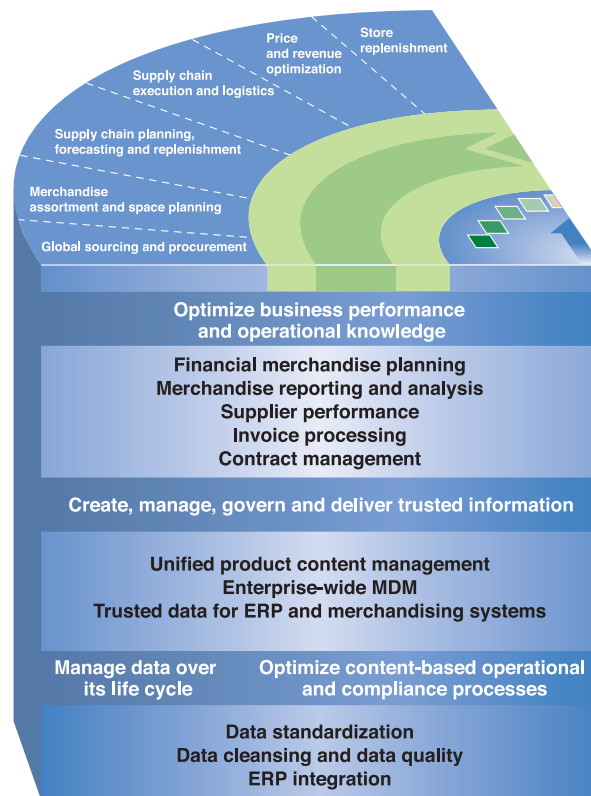 Store
replenishment
Price
and revenue
optimization
Supply chain
execution and logistics
Supply chain planning,
forecasting and replenishment
Merchandise
assortment and space planning
Global sourcing and procurement
Optimize business performance
and operational knowledge
Financial merchandise planning
Merchandise reporting and analysis
Supplier performance
Invoice processing
Contract management
Create, manage, govern and deliver trusted information
Unified product content management
Enterprise-wide MDM
Trusted data for ERP and merchandising systems
Manage data over
its life cycle
Optimize content-based operational
and compliance processes
Data standardization
Data cleansing and data quality
ERP integration